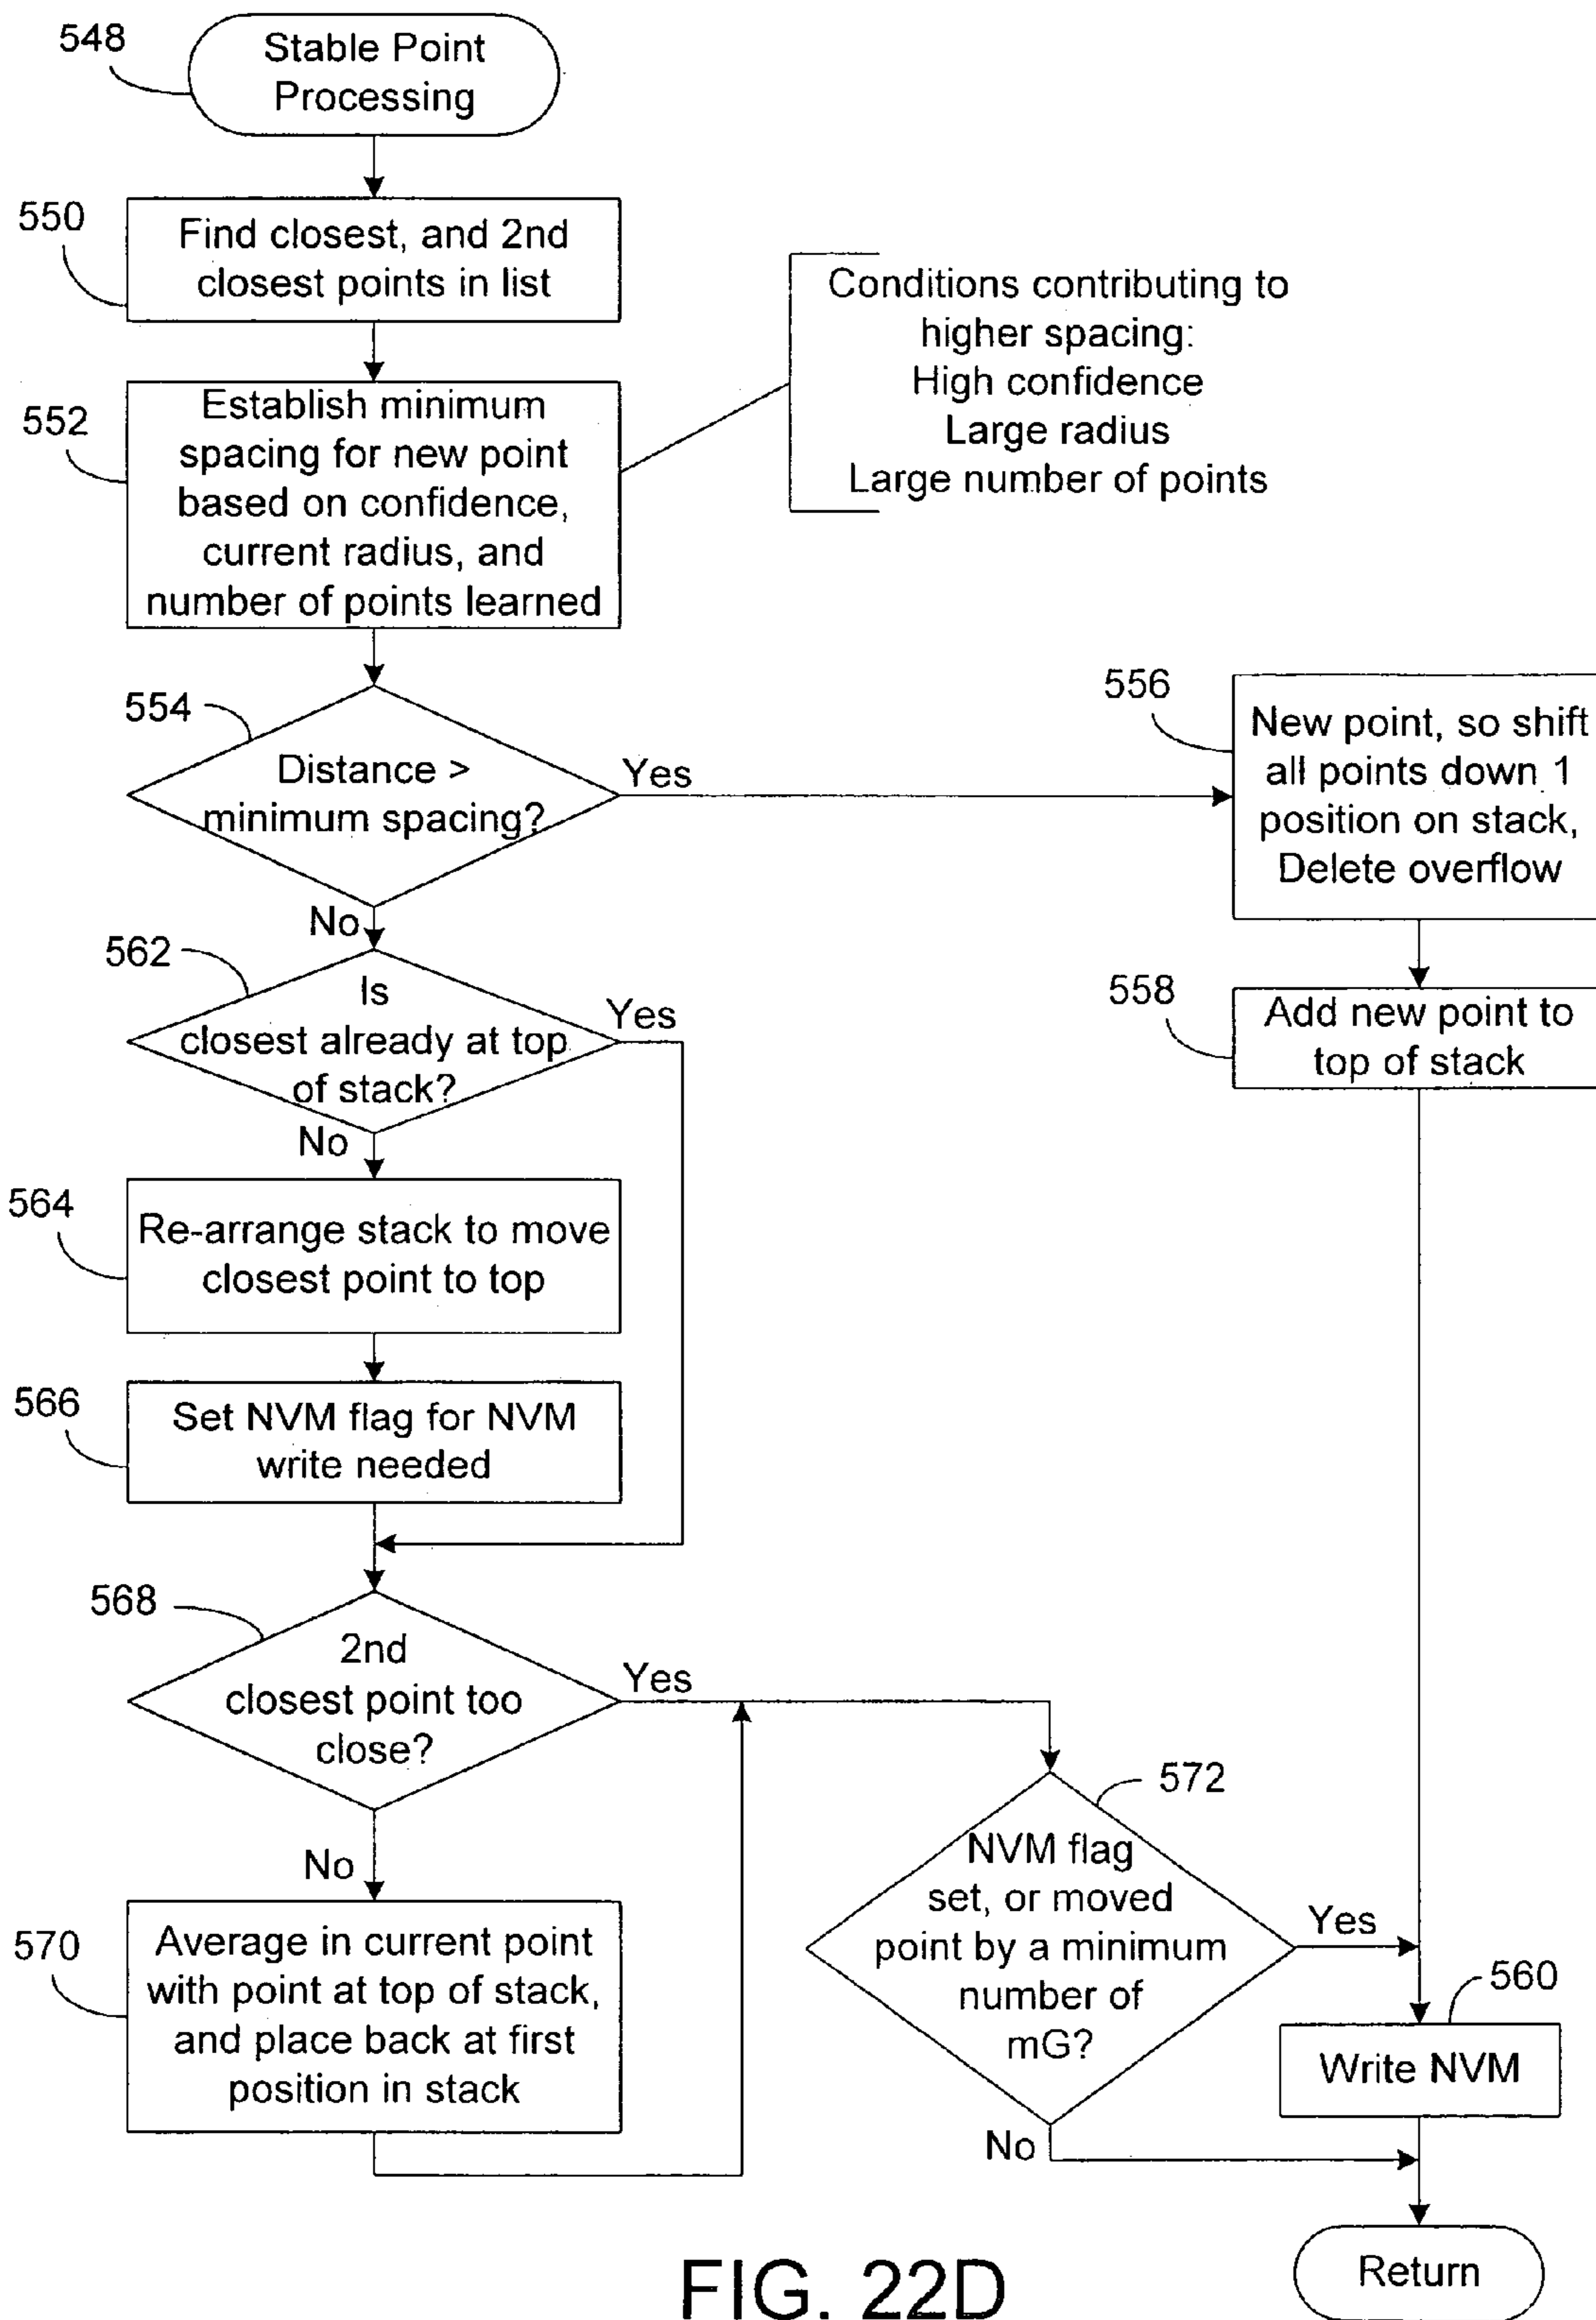 548
Stable Point
Processing
550
Find closest, and 2nd
closest points in list
Conditions contributing to
higher spacing:
High confidence
Large radius
Large number of points
552
Establish minimum
spacing for new point
based on confidence,
current radius, and
number of points learned
554
Distance >
minimum spacing?
Yes
No
556
New point, so shift
all points down 1
position on stack,
Delete overflow
558
Add new point to
top of stack
562
Is
closest already at top
of stack?
Yes
No
564
Re-arrange stack to move
closest point to top
566
Set NVM flag for NVM
write needed
568
2nd
closest point too
close?
Yes
No
570
Average in current point
with point at top of stack,
and place back at first
position in stack
572
NVM flag
set, or moved
point by a minimum
number of
mG?
Yes
No
560
Write NVM
Return
FIG. 22D